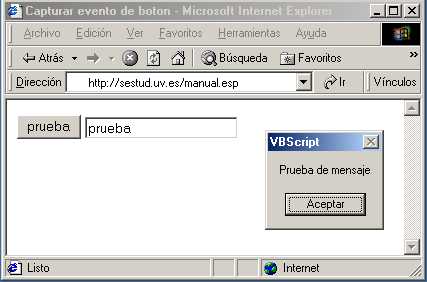 Capturar evento de boton - Microsoft Internet Explorer
Archivo Edición Ver Favoritos Herramientas Ayuda
Atrás Búsqueda Favoritos »
Dirección http://sestud.uv.es/manual.esp Ir Vínculos
prueba prueba
VBScript
Prueba de mensaje
Aceptar
Listo Internet